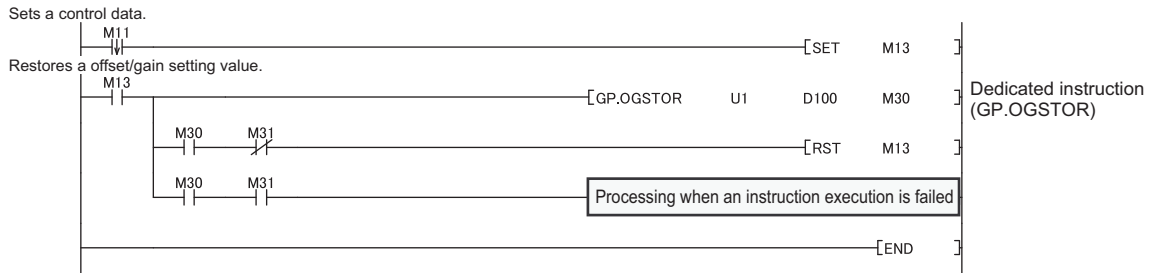 Sets a control data.
M11
SET M13
Restores a offset/gain setting value.
M13
GP.OGSTOR U1 D100 M30
Dedicated instruction
(GP.OGSTOR)
M30 M31
RST M13
M30 M31
Processing when an instruction execution is failed
END